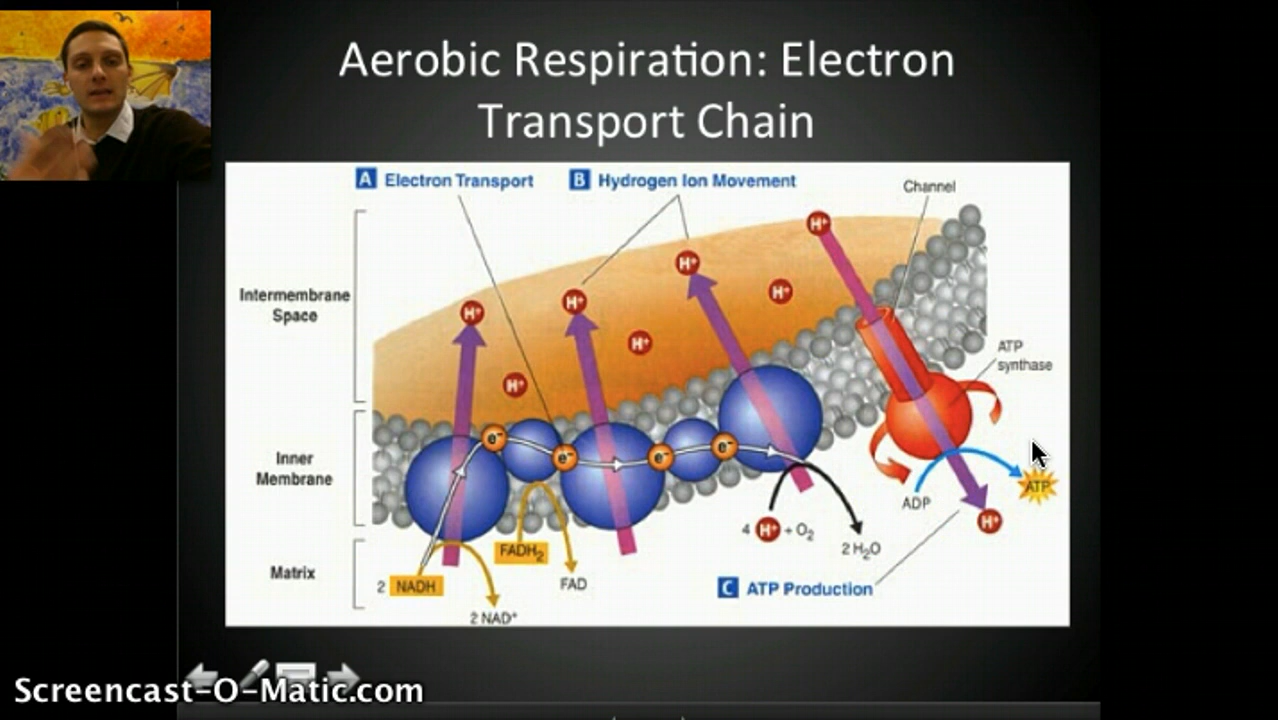 Aerobic Respiration: Electron
Transport Chain
A Electron Transport
B Hydrogen Ion Movement
Channel
H⁺
H⁺
H⁺
H⁺
Intermembrane
Space
H⁺
H⁺
H⁺
ATP
synthase
Inner
Membrane
e⁻
e⁻
e⁻
e⁻
ADP
ATP
H⁺
4 H⁺ + O₂
2 H₂O
FADH₂
FAD
Matrix
2 NADH
2 NAD⁺
C ATP Production
Screencast-O-Matic.com